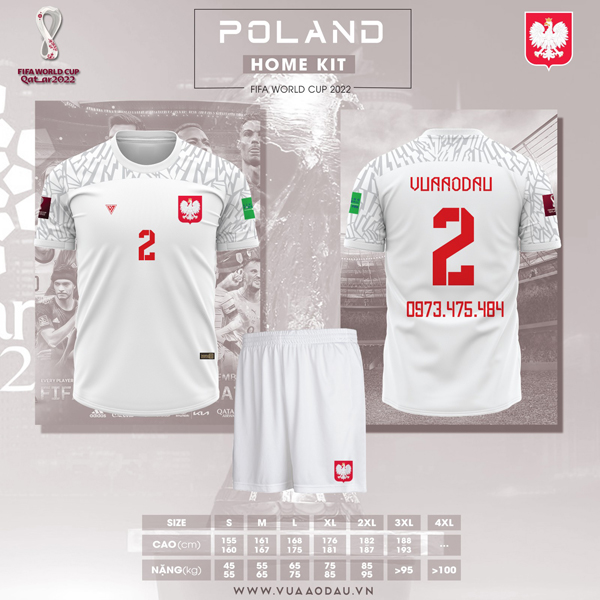 POLAND
HOME KIT
FIFA WORLD CUP 2022
FIFA WORLD CUP
Qat_ar2022
2
VUAAODAU
2
0973.475.484
FIF
SIZE S M L XL 2XL 3XL 4XL
CAO(cm) 155 161 168 176 182 188 ...
160 167 175 181 187 193
NẶNG(kg) 45 55 65 75 85 >95 >100
55 65 75 85 95
WWW.VUAAODAU.VN